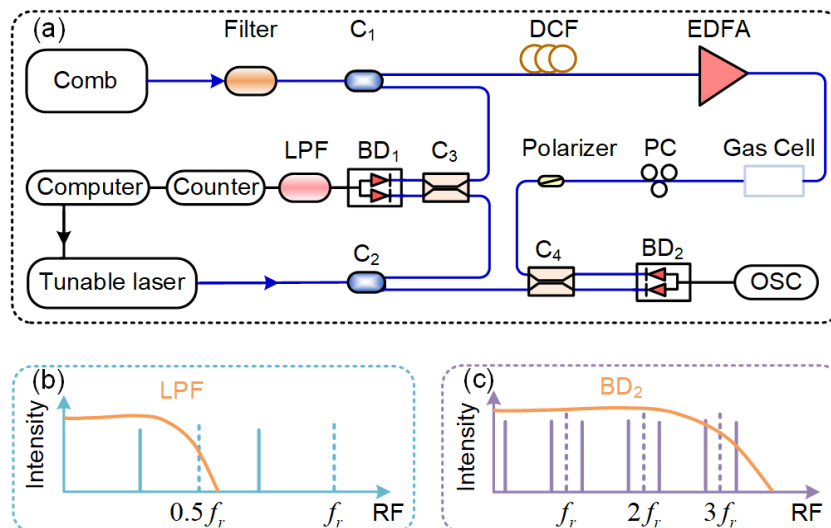 (a)
Filter
C1
DCF
EDFA
Comb
LPF
BD1
C3
Polarizer
PC
Gas Cell
Computer
Counter
C2
C4
BD2
Tunable laser
OSC
(b)
LPF
Intensity
0.5fr
fr
RF
(c)
BD2
Intensity
fr
2fr
3fr
RF